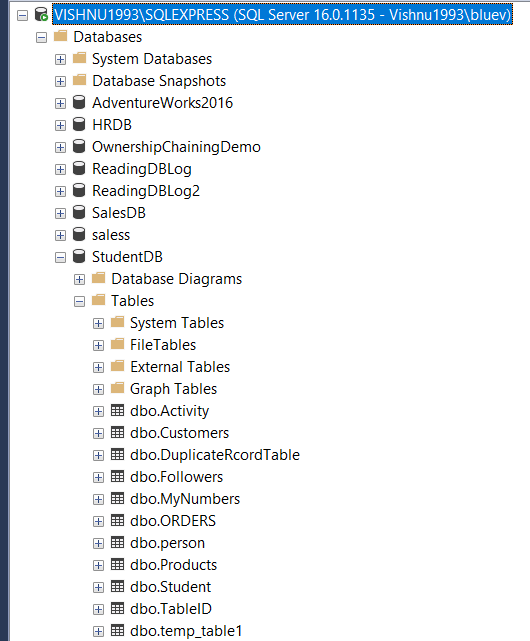 VISHNU1993\SQLEXPRESS (SQL Server 16.0.1135 - Vishnu1993\bluev)
Databases
System Databases
Database Snapshots
AdventureWorks2016
HRDB
OwnershipChainingDemo
ReadingDBLog
ReadingDBLog2
SalesDB
saless
StudentDB
Database Diagrams
Tables
System Tables
FileTables
External Tables
Graph Tables
dbo.Activity
dbo.Customers
dbo.DuplicateRcordTable
dbo.Followers
dbo.MyNumbers
dbo.ORDERS
dbo.person
dbo.Products
dbo.Student
dbo.TableID
dbo.temp_table1